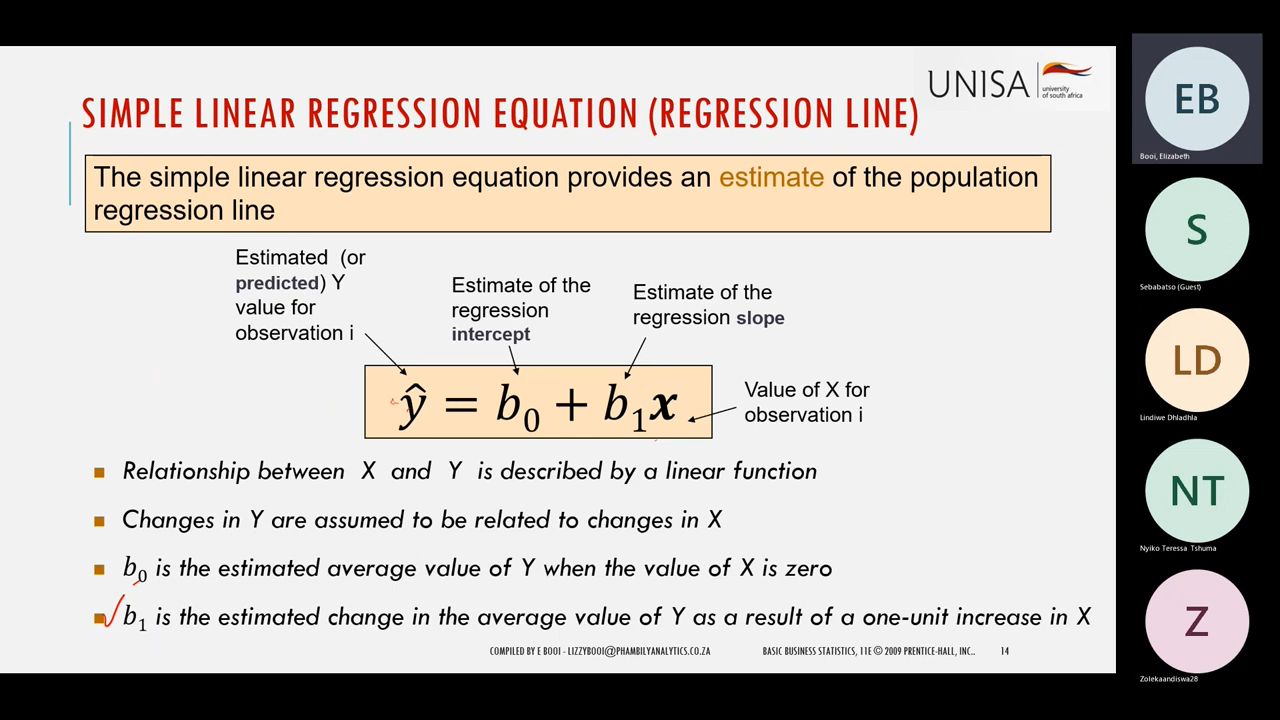 UNISA
university
of south africa
SIMPLE LINEAR REGRESSION EQUATION (REGRESSION LINE)
The simple linear regression equation provides an estimate of the population
regression line
Estimated (or
predicted) Y
value for
observation i
Estimate of the
regression
intercept
Estimate of the
regression slope
ŷ = b₀ + b₁x
Value of X for
observation i
Relationship between X and Y is described by a linear function
Changes in Y are assumed to be related to changes in X
b₀ is the estimated average value of Y when the value of X is zero
b₁ is the estimated change in the average value of Y as a result of a one-unit increase in X
COMPILED BY E BOOI - LIZZYBOOI@PHAMBILYANALYTICS.CO.ZA
BASIC BUSINESS STATISTICS, 11E © 2009 PRENTICE-HALL, INC..
14
EB
Booi, Elizabeth
S
Sebabatso (Guest)
LD
Lindiwe Dhladhla
NT
Nyiko Teressa Tshuma
Z
Zolekaandiswa28